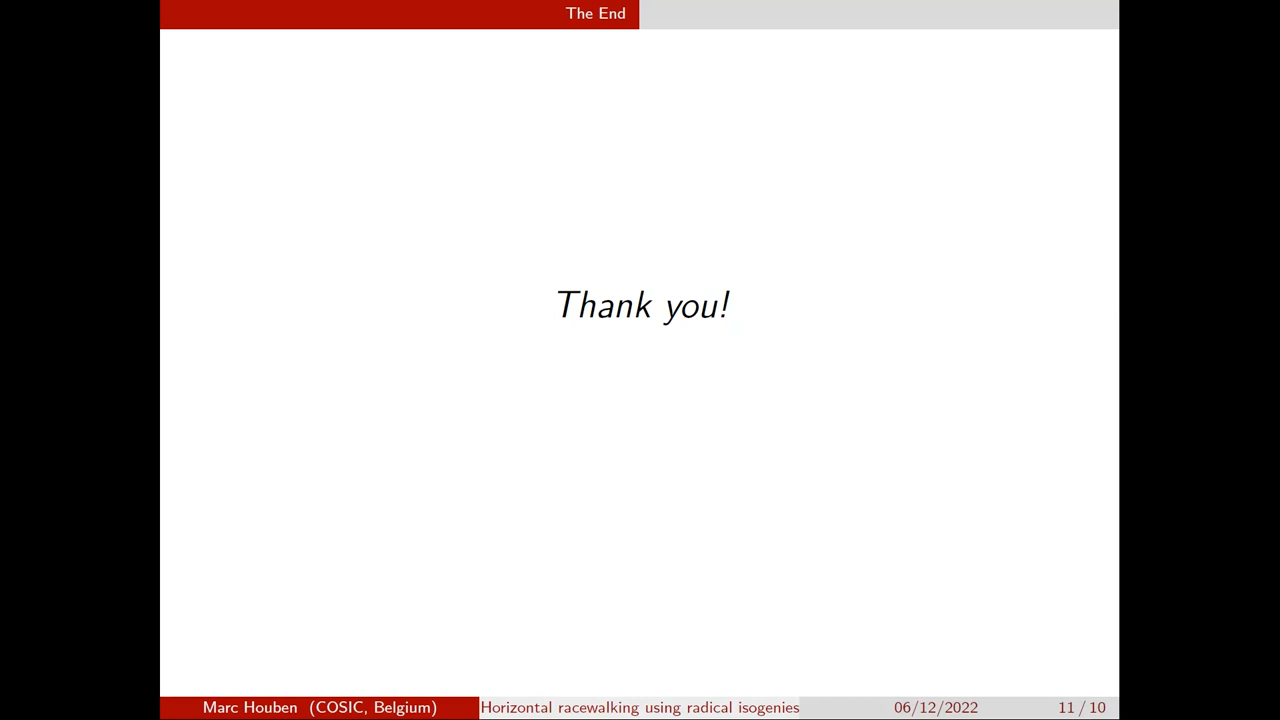 The End
Thank you!
Marc Houben (COSIC, Belgium) Horizontal racewalking using radical isogenies 06/12/2022 11 / 10